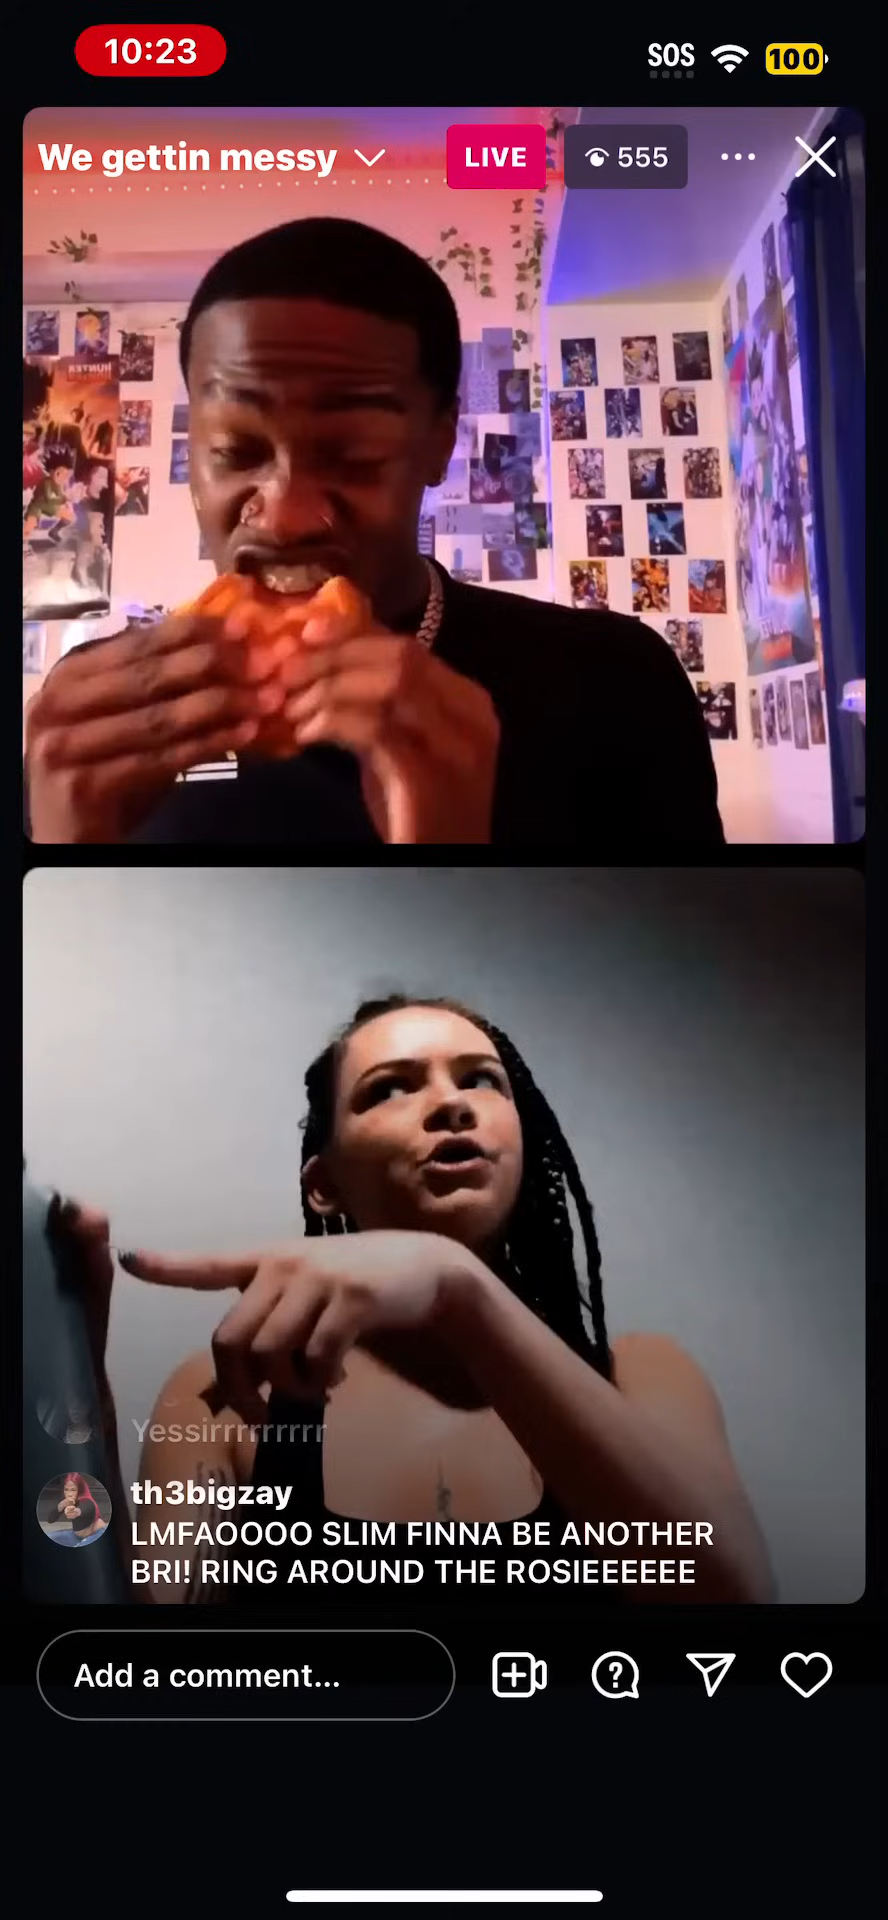 10:23
SOS
100
We gettin messy
LIVE
555
Yessirrrrrrrrr
th3bigzay
LMFAOOOO SLIM FINNA BE ANOTHER
BRI! RING AROUND THE ROSIEEEEEE
Add a comment...